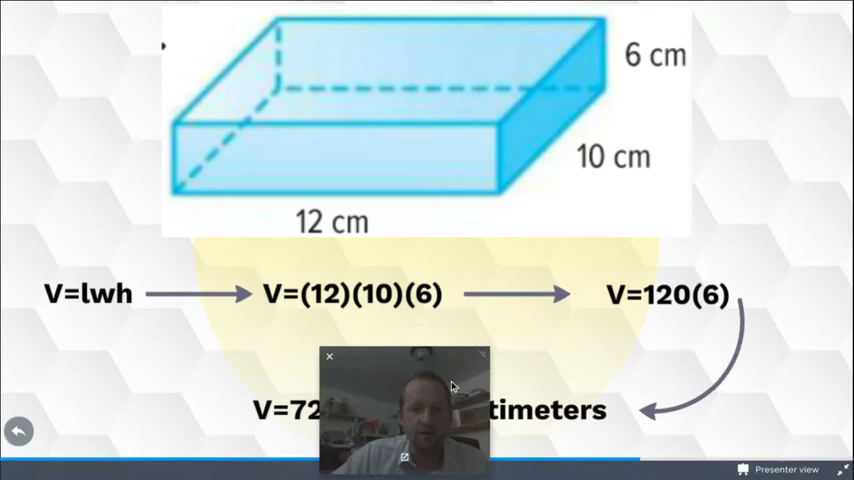 6 cm
10 cm
12 cm
V=lwh
V=(12)(10)(6)
V=120(6)
V=72 timeters
Presenter view